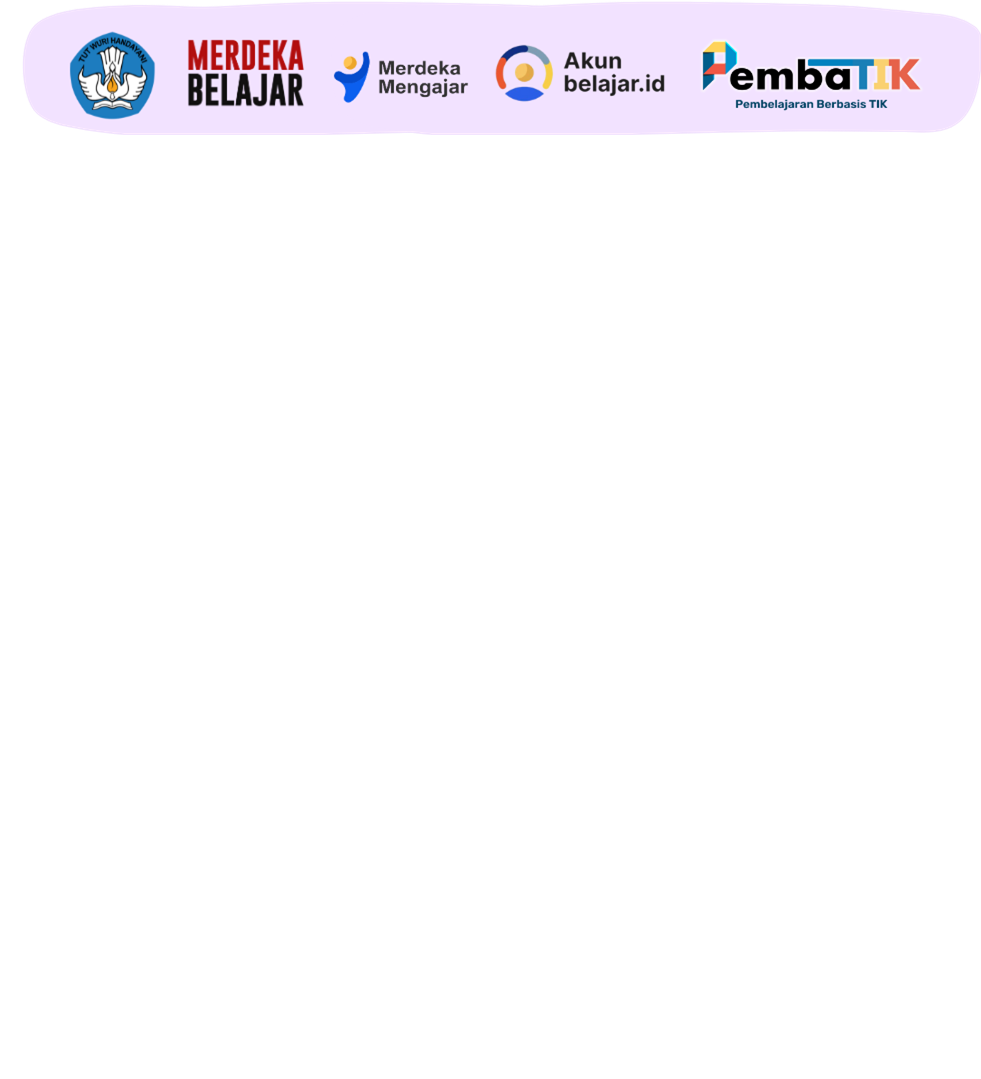 TUT WURI HANDAYANI
MERDEKA
BELAJAR
Merdeka
Mengajar
Akun
belajar.id
PembaTIK
Pembelajaran Berbasis TIK